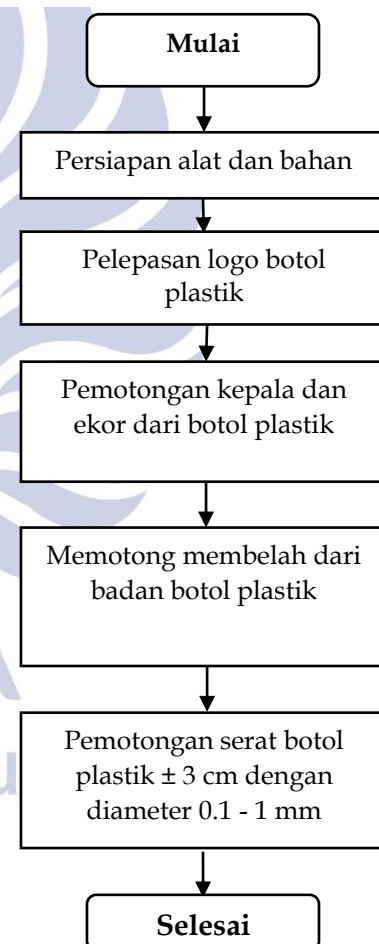 Mulai
Persiapan alat dan bahan
Pelepasan logo botol
plastik
Pemotongan kepala dan
ekor dari botol plastik
Memotong membelah dari
badan botol plastik
Pemotongan serat botol
plastik ± 3 cm dengan
diameter 0.1 - 1 mm
Selesai